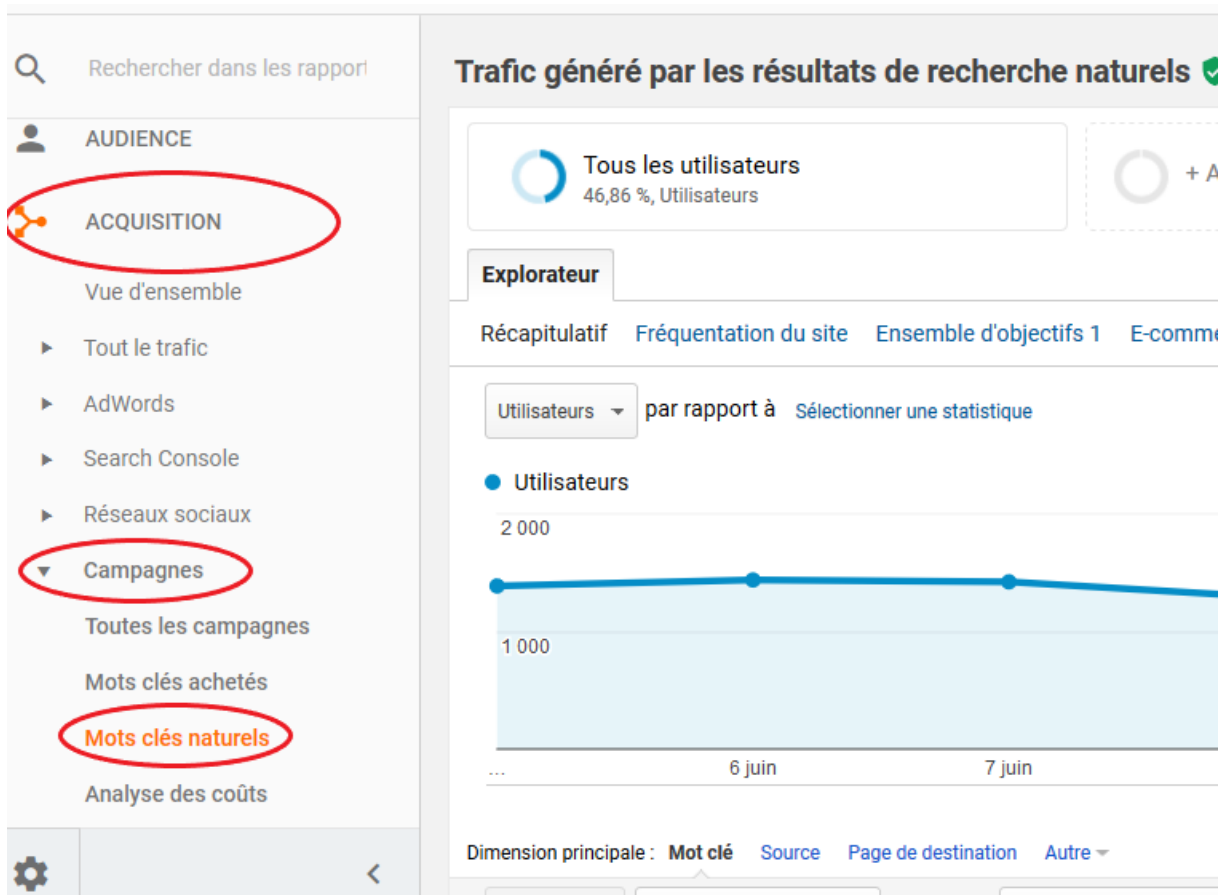 Rechercher dans les rapport
AUDIENCE
ACQUISITION
Vue d'ensemble
Tout le trafic
AdWords
Search Console
Réseaux sociaux
Campagnes
Toutes les campagnes
Mots clés achetés
Mots clés naturels
Analyse des coûts
Trafic généré par les résultats de recherche naturels
Tous les utilisateurs
46,86 %, Utilisateurs
+ A
Explorateur
Récapitulatif Fréquentation du site Ensemble d'objectifs 1 E-comme
Utilisateurs par rapport à Sélectionner une statistique
Utilisateurs
2 000
1 000
... 6 juin 7 juin
Dimension principale : Mot clé Source Page de destination Autre